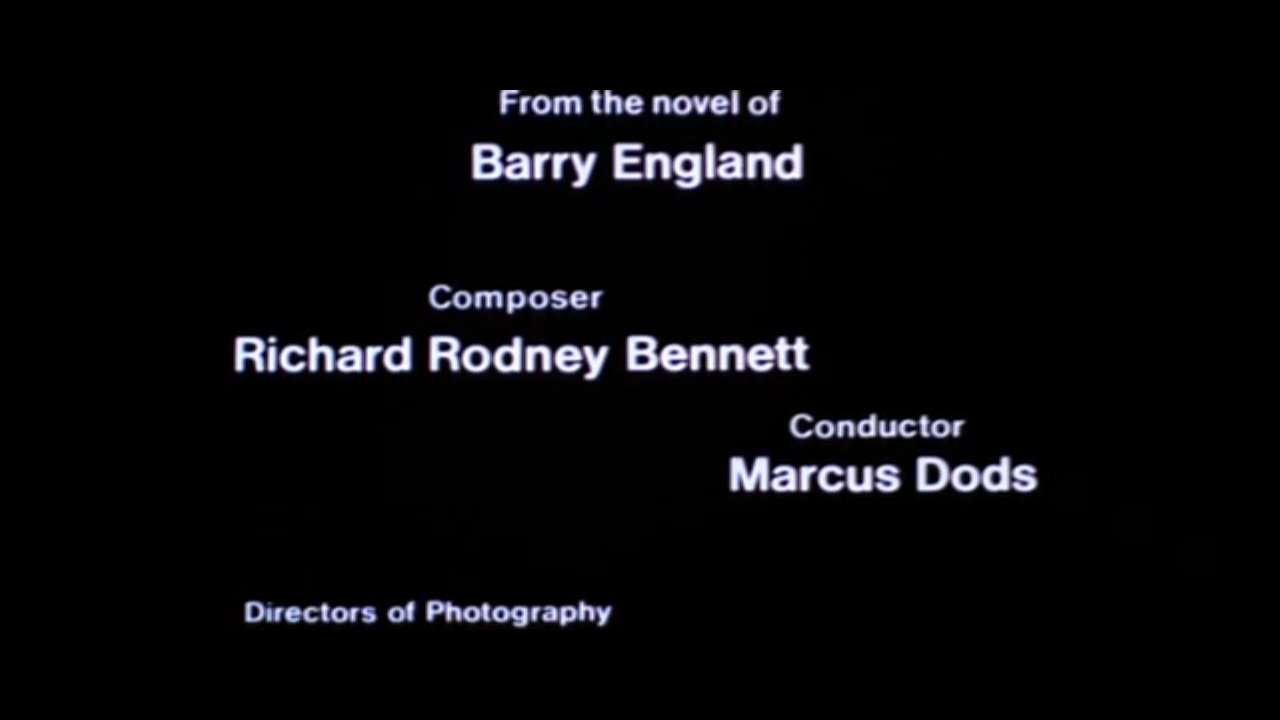 From the novel of
Barry England
Composer
Richard Rodney Bennett
Conductor
Marcus Dods
Directors of Photography